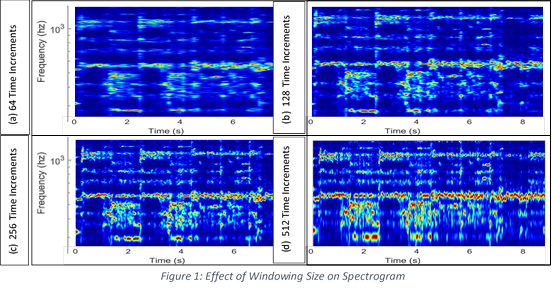 (a) 64 Time Increments
Frequency (hz)
10³
2 4 6
Time (s)
(b) 128 Time Increments
2 4 6 8
Time (s)
(c) 256 Time Increments
Frequency (hz)
10³
0 2 4 6
Time (s)
(d) 512 Time Increments
0 2 4 6 8
Time (s)
Figure 1: Effect of Windowing Size on Spectrogram